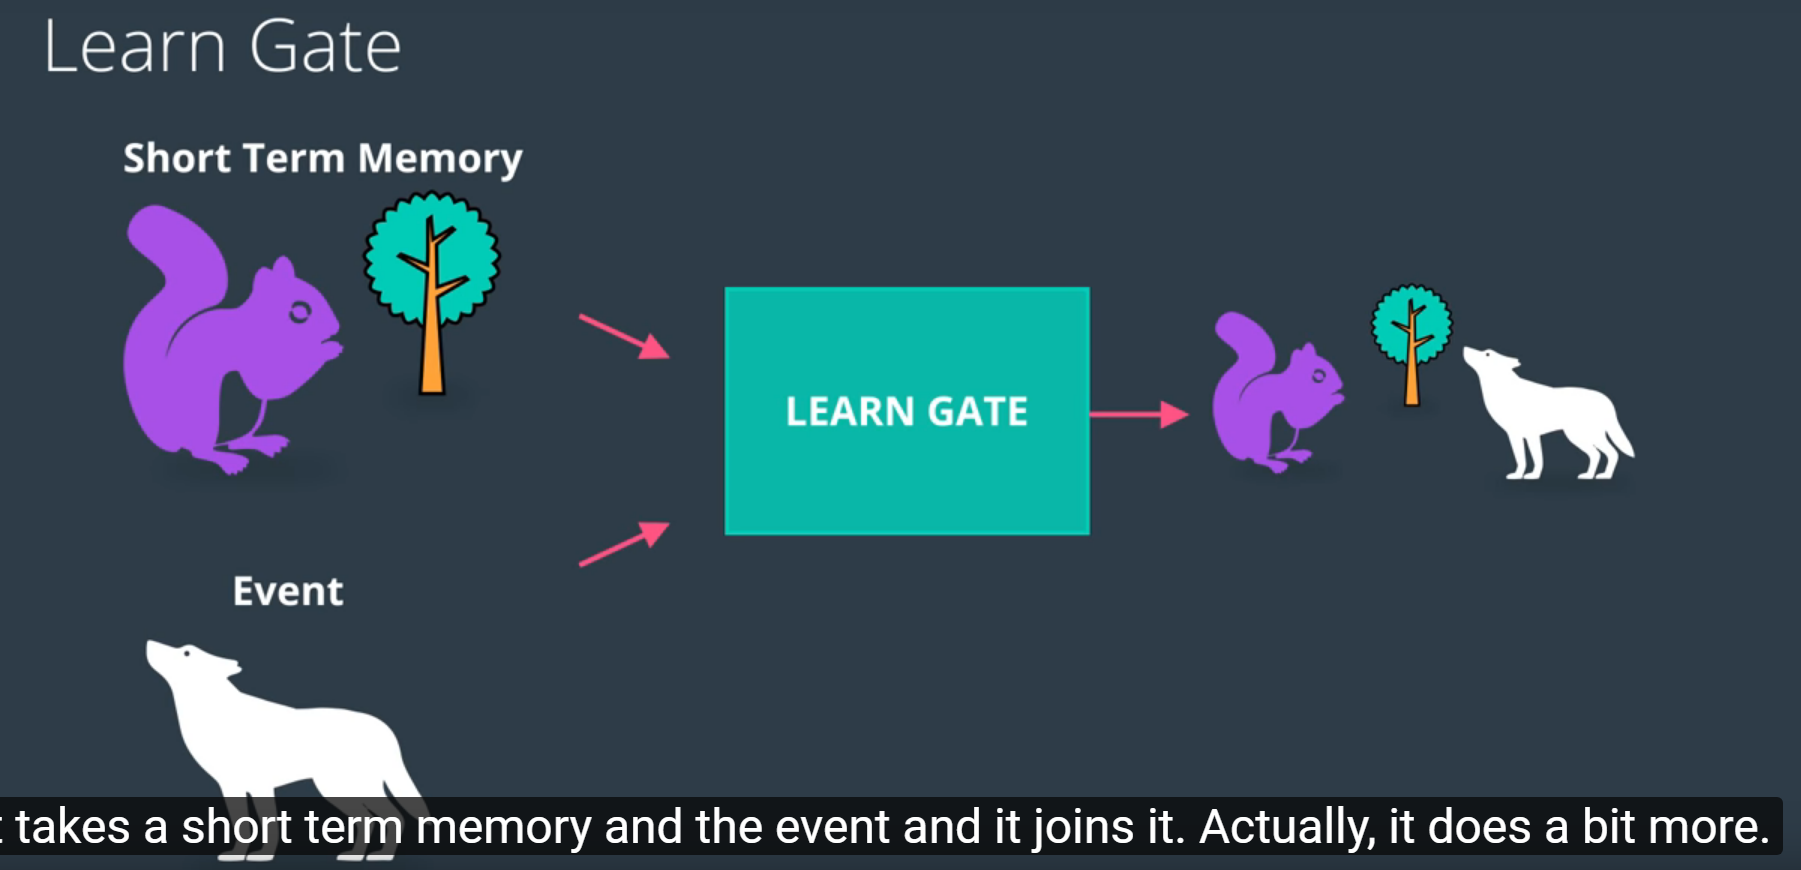 Learn Gate
Short Term Memory
LEARN GATE
Event
takes a short term memory and the event and it joins it. Actually, it does a bit more.